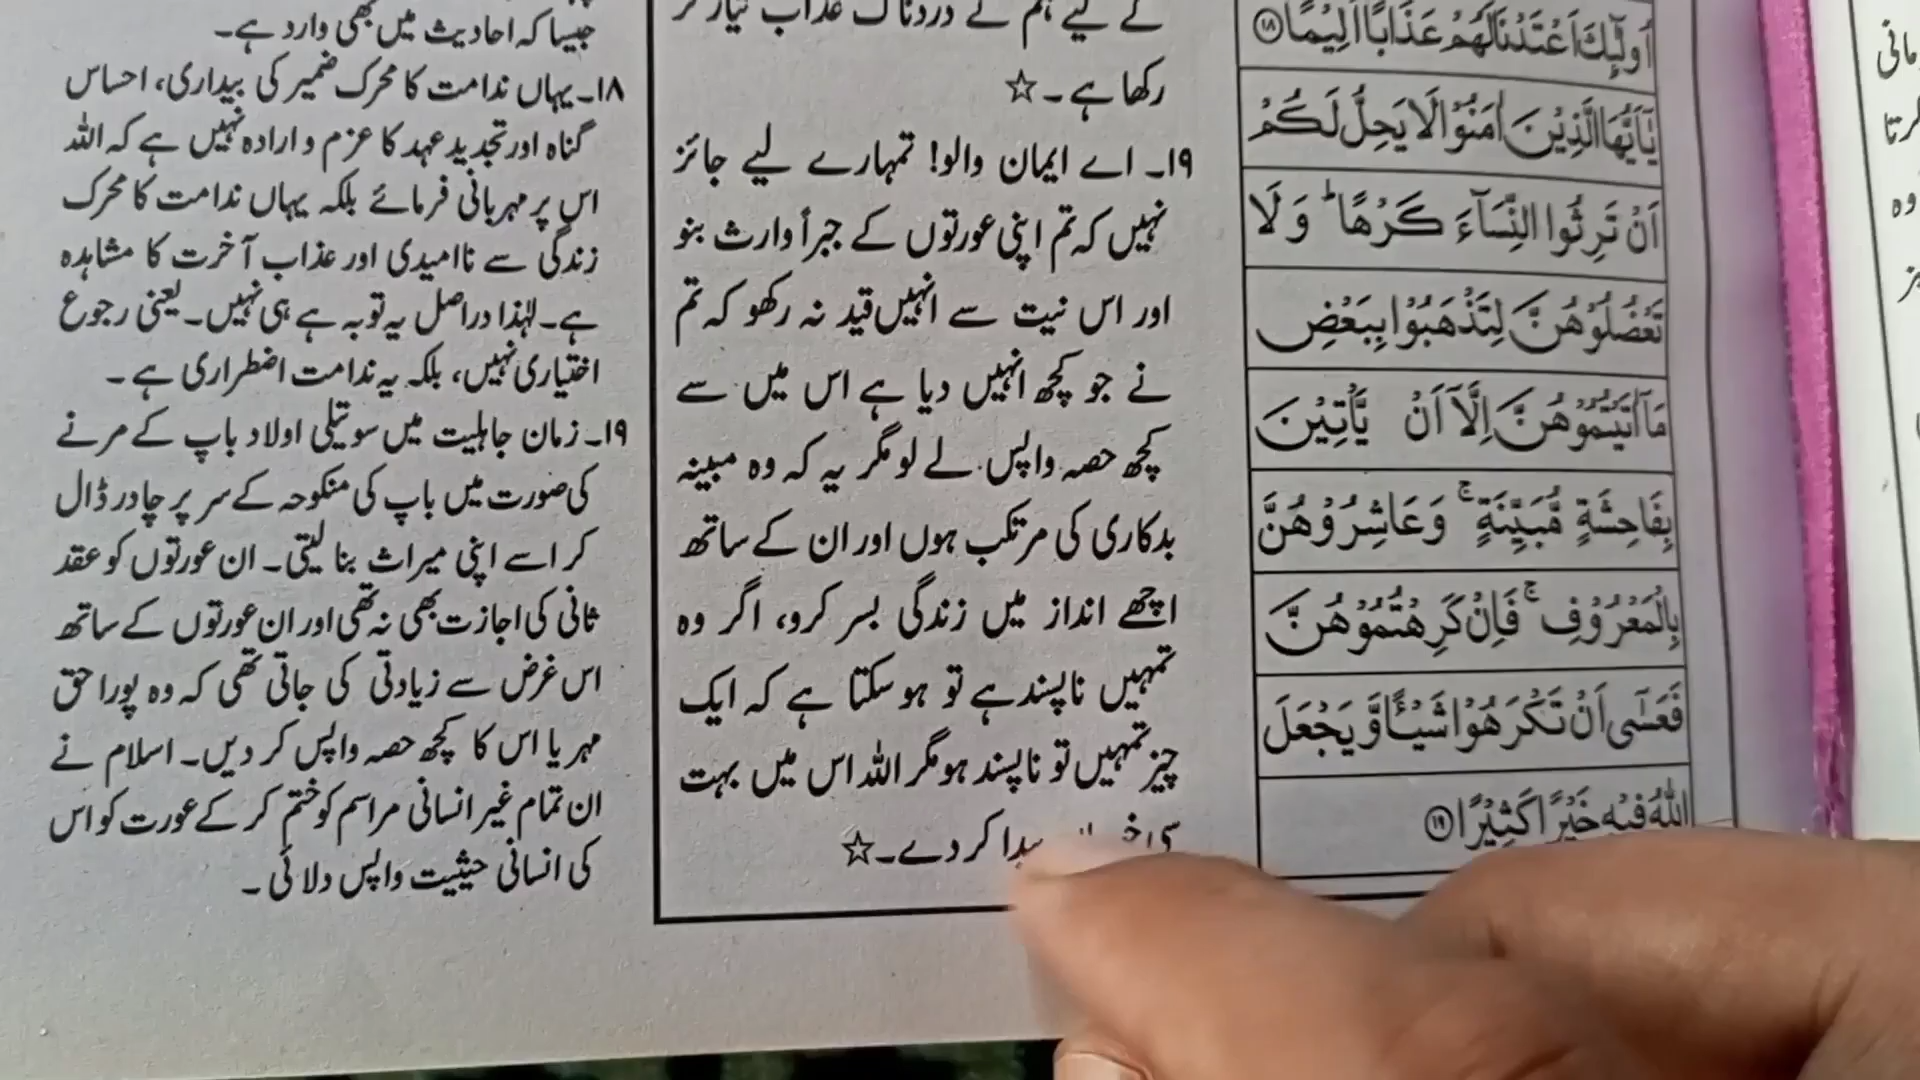 اُولٰٓئِكَ اَعْتَدْنَا لَهُمْ عَذَابًا اَلِيْمًا ۝۱۸
يٰۤاَيُّهَا الَّذِيْنَ اٰمَنُوْا لَا يَحِلُّ لَكُمْ
اَنْ تَرِثُوا النِّسَآءَ كَرْهًا ؕ وَ لَا
تَعْضُلُوْهُنَّ لِتَذْهَبُوْا بِبَعْضِ
مَاۤ اٰتَيْتُمُوْهُنَّ اِلَّاۤ اَنْ يَّاْتِيْنَ
بِفَاحِشَةٍ مُّبَيِّنَةٍ ۚ وَ عَاشِرُوْهُنَّ
بِالْمَعْرُوْفِ ۚ فَاِنْ كَرِهْتُمُوْهُنَّ
فَعَسٰۤى اَنْ تَكْرَهُوْا شَيْـًٔا وَّ يَجْعَلَ
اللّٰهُ فِيْهِ خَيْرًا كَثِيْرًا ۝۱۹
کے لیے ہم نے دردناک عذاب تیار کر
رکھا ہے۔☆
۱۹۔ اے ایمان والو! تمہارے لیے جائز
نہیں کہ تم اپنی عورتوں کے جبراً وارث بنو
اور اس نیت سے انہیں قید نہ رکھو کہ تم
نے جو کچھ انہیں دیا ہے اس میں سے
کچھ حصہ واپس لے لو مگر یہ کہ وہ مبینہ
بدکاری کی مرتکب ہوں اور ان کے ساتھ
اچھے انداز میں زندگی بسر کرو، اگر وہ
تمہیں ناپسند ہے تو ہو سکتا ہے کہ ایک
چیز تمہیں تو ناپسند ہو مگر اللہ اس میں بہت
سی پیدا کر دے۔☆
جیسا کہ احادیث میں بھی وارد ہے۔
۱۸۔ یہاں ندامت کا محرک ضمیر کی بیداری، احساس
گناہ اور تجدید عہد کا عزم و ارادہ نہیں ہے کہ اللہ
اس پر مہربانی فرمائے بلکہ یہاں ندامت کا محرک
زندگی سے ناامیدی اور عذاب آخرت کا مشاہدہ
ہے۔ لہٰذا دراصل یہ توبہ ہے ہی نہیں۔ یعنی رجوع
اختیاری نہیں، بلکہ یہ ندامت اضطراری ہے۔
۱۹۔ زمان جاہلیت میں سوتیلی اولاد باپ کے مرنے
کی صورت میں باپ کی منکوحہ کے سر پر چادر ڈال
کر اسے اپنی میراث بنا لیتی۔ ان عورتوں کو عقد
ثانی کی اجازت بھی نہ تھی اور ان عورتوں کے ساتھ
اس غرض سے زیادتی کی جاتی تھی کہ وہ پورا حق
مہر یا اس کا کچھ حصہ واپس کر دیں۔ اسلام نے
ان تمام غیر انسانی مراسم کو ختم کر کے عورت کو اس
کی انسانی حیثیت واپس دلائی۔